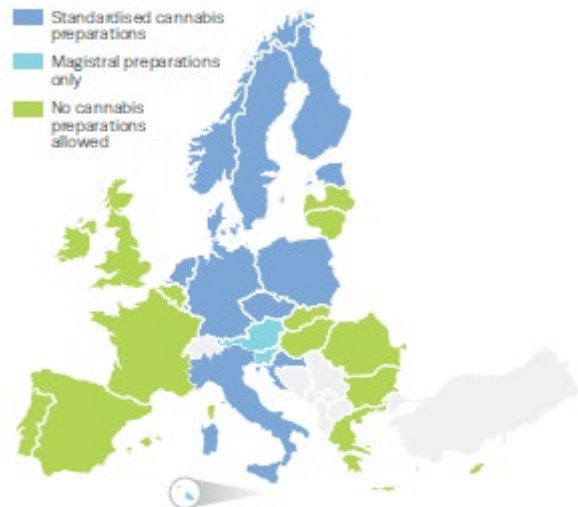 Standardised cannabis
preparations
Magistral preparations
only
No cannabis
preparations
allowed